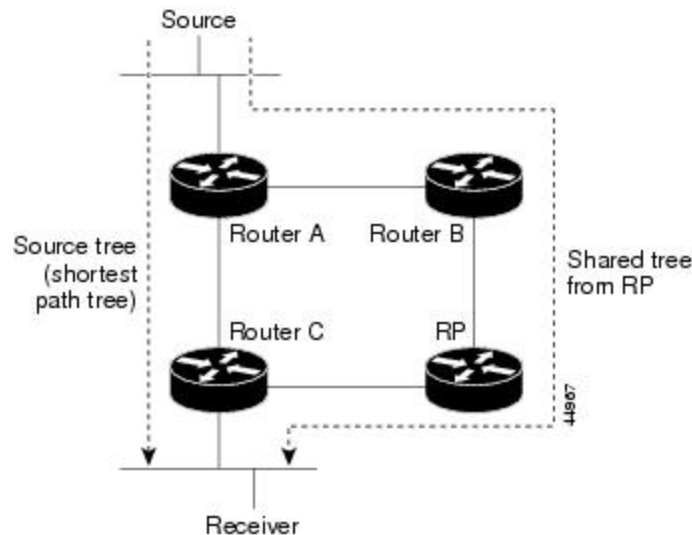 Source
Router A
Router B
Source tree
(shortest
path tree)
Shared tree
from RP
Router C
RP
44967
Receiver